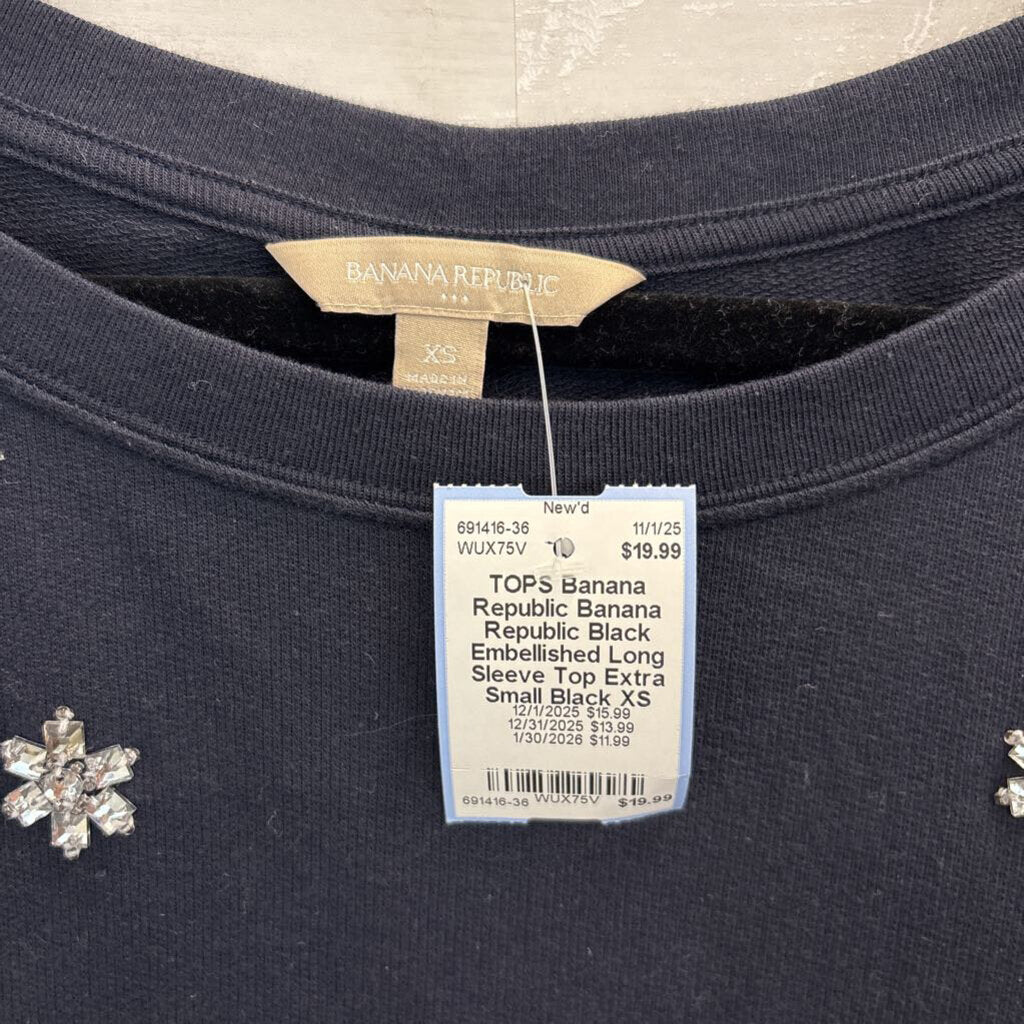 BANANA REPUBLIC
XS
MADE IN
New'd
691416-36 11/1/25
WUX75V $19.99
TOPS Banana
Republic Banana
Republic Black
Embellished Long
Sleeve Top Extra
Small Black XS
12/1/2025 $15.99
12/31/2025 $13.99
1/30/2026 $11.99
691416-36 WUX75V $19.99